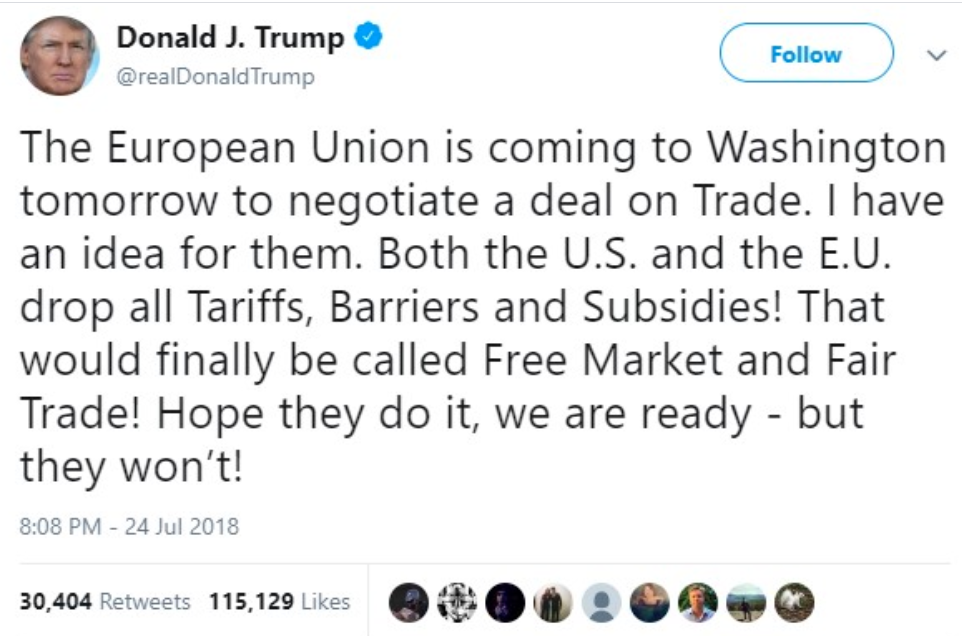 Donald J. Trump
@realDonaldTrump
Follow
The European Union is coming to Washington
tomorrow to negotiate a deal on Trade. I have
an idea for them. Both the U.S. and the E.U.
drop all Tariffs, Barriers and Subsidies! That
would finally be called Free Market and Fair
Trade! Hope they do it, we are ready - but
they won’t!
8:08 PM - 24 Jul 2018
30,404 Retweets 115,129 Likes